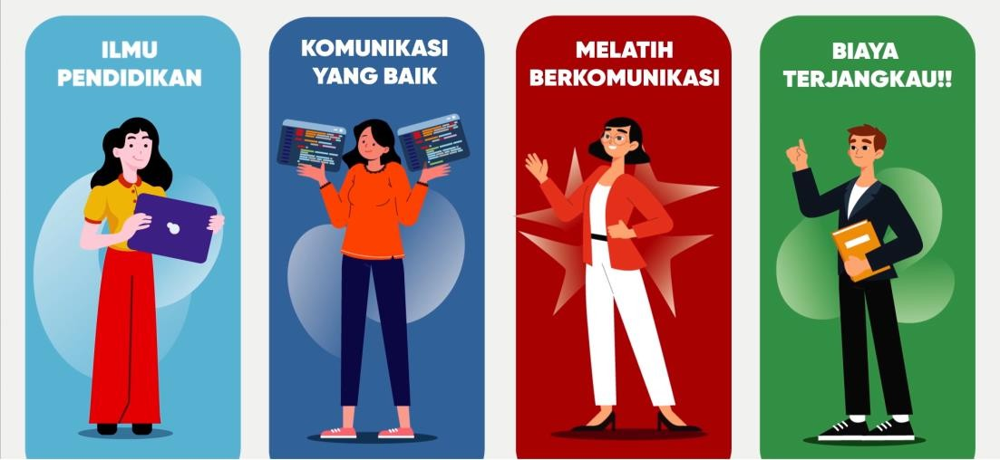 ILMU
PENDIDIKAN
KOMUNIKASI
YANG BAIK
MELATIH
BERKOMUNIKASI
BIAYA
TERJANGKAU!!